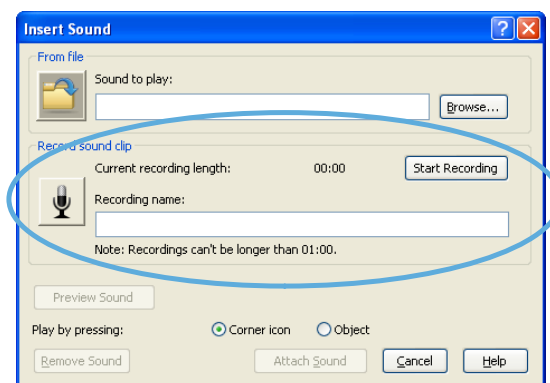 Insert Sound
From file
Sound to play:
Browse...
Record sound clip
Current recording length: 00:00 Start Recording
Recording name:
Note: Recordings can't be longer than 01:00.
Preview Sound
Play by pressing: Corner icon Object
Remove Sound Attach Sound Cancel Help